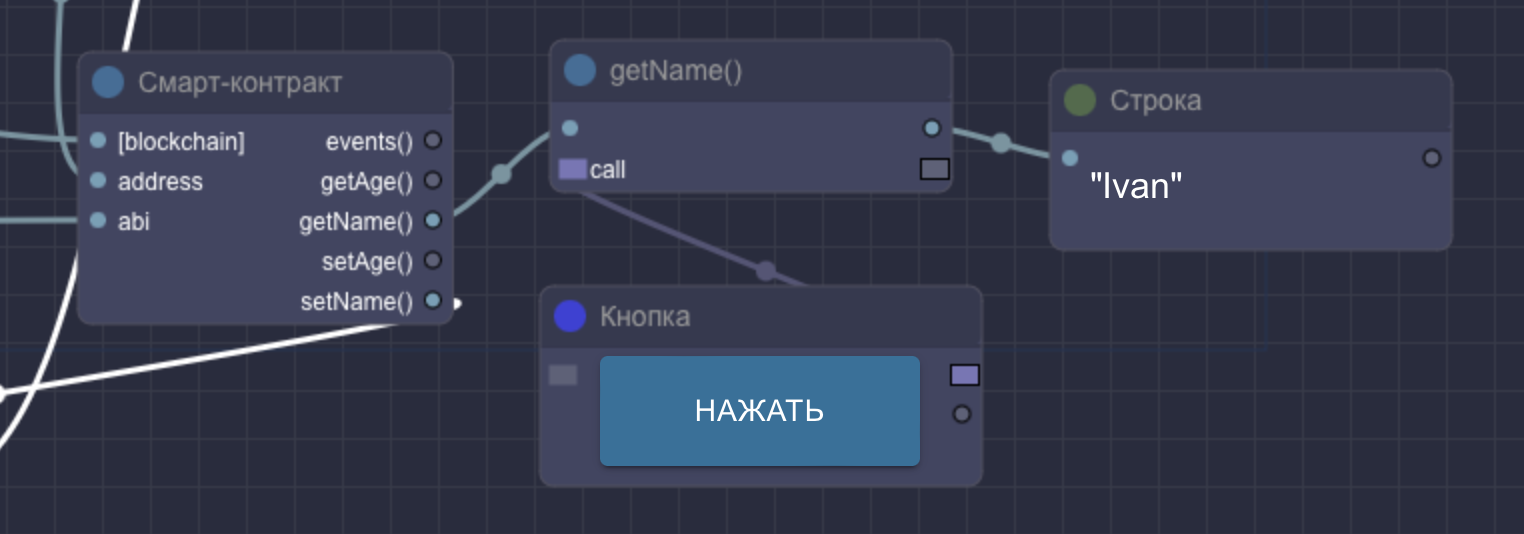 Смарт-контракт
[blockchain] events()
address getAge()
abi getName()
setAge()
setName()
getName()
call
Строка
"Ivan"
Кнопка
НАЖАТЬ